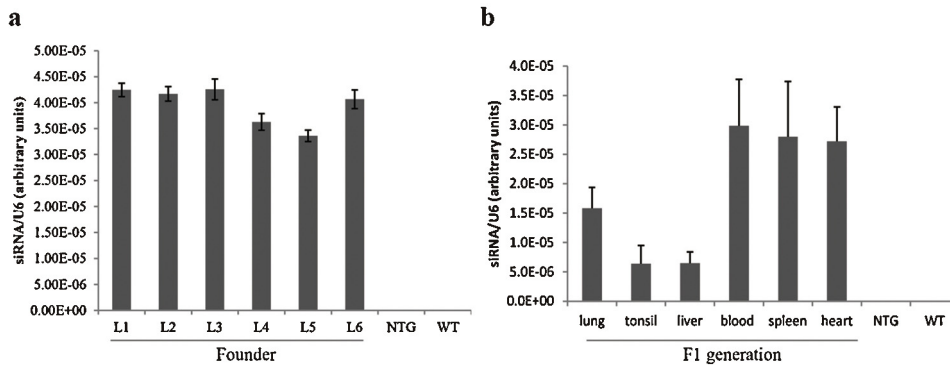 a
5.00E-05
4.50E-05
4.00E-05
3.50E-05
3.00E-05
2.50E-05
2.00E-05
1.50E-05
1.00E-05
5.00E-06
0.00E+00
siRNA/U6 (arbitrary units)
L1 L2 L3 L4 L5 L6 NTG WT
Founder
b
4.0E-05
3.5E-05
3.0E-05
2.5E-05
2.0E-05
1.5E-05
1.0E-05
5.0E-06
0.0E+00
siRNA/U6 (arbitrary units)
lung tonsil liver blood spleen heart NTG WT
F1 generation